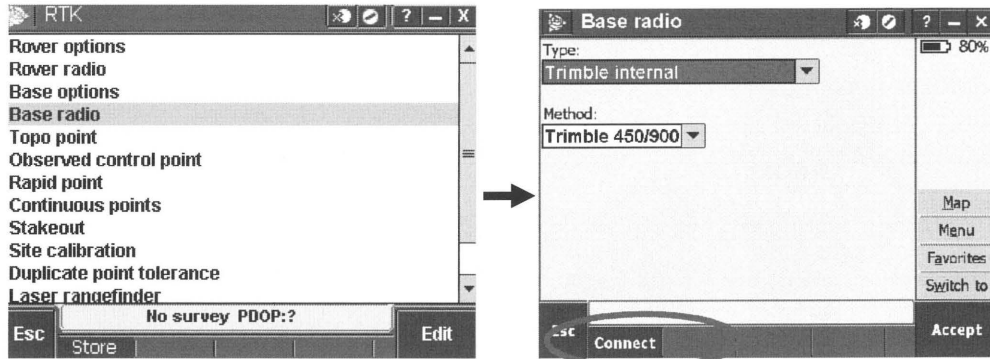 RTK
? – X
Rover options
Rover radio
Base options
Base radio
Topo point
Observed control point
Rapid point
Continuous points
Stakeout
Site calibration
Duplicate point tolerance
Laser rangefinder
No survey PDOP:?
Esc
Store
Edit
Base radio
? – X
80%
Type:
Trimble internal
Method:
Trimble 450/900
Map
Menu
Favorites
Switch to
Esc
Connect
Accept